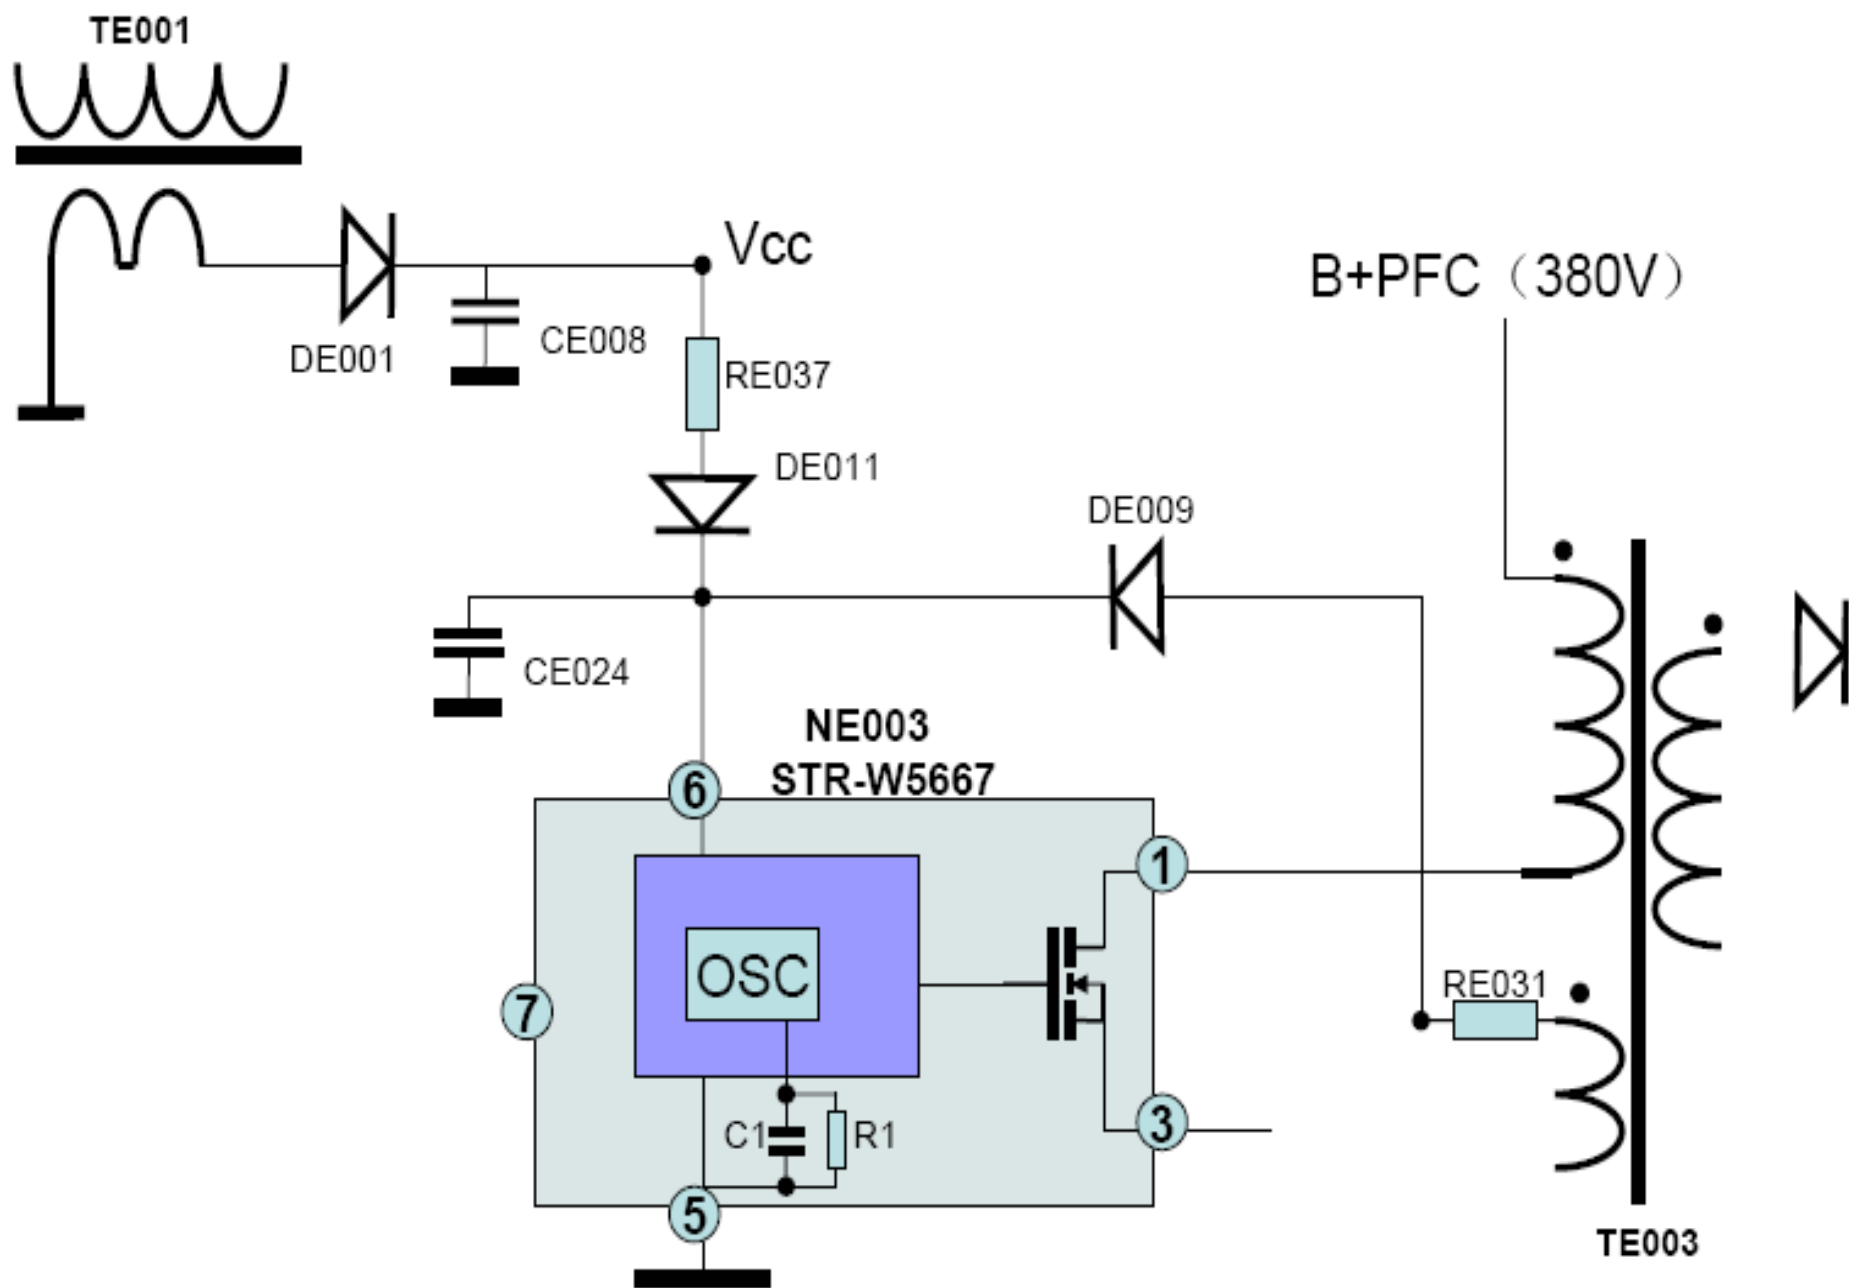 TE001
Vcc
B+PFC（380V）
DE001
CE008
RE037
DE011
DE009
CE024
NE003
STR-W5667
6
1
OSC
RE031
7
C1
R1
3
5
TE003